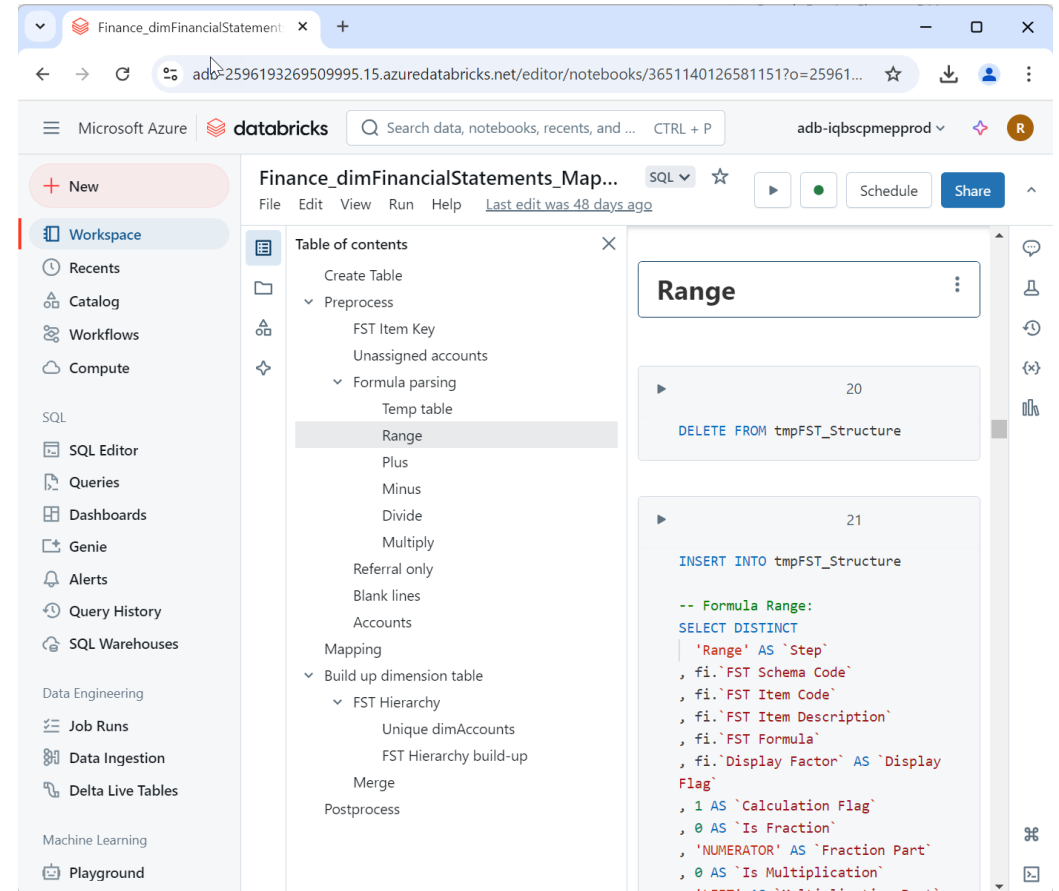 Finance_dimFinancialStatement
adb-2596193269509995.15.azuredatabricks.net/editor/notebooks/3651140126581151?o=25961...
Microsoft Azure
databricks
Search data, notebooks, recents, and ...
CTRL + P
adb-iqbscpmepprod
R
New
Workspace
Recents
Catalog
Workflows
Compute
SQL
SQL Editor
Queries
Dashboards
Genie
Alerts
Query History
SQL Warehouses
Data Engineering
Job Runs
Data Ingestion
Delta Live Tables
Machine Learning
Playground
Finance_dimFinancialStatements_Map...
SQL
File Edit View Run Help Last edit was 48 days ago
Schedule
Share
Table of contents
Create Table
Preprocess
FST Item Key
Unassigned accounts
Formula parsing
Temp table
Range
Plus
Minus
Divide
Multiply
Referral only
Blank lines
Accounts
Mapping
Build up dimension table
FST Hierarchy
Unique dimAccounts
FST Hierarchy build-up
Merge
Postprocess
Range
20
DELETE FROM tmpFST_Structure
21
INSERT INTO tmpFST_Structure
-- Formula Range:
SELECT DISTINCT
'Range' AS `Step`
, fi.`FST Schema Code`
, fi.`FST Item Code`
, fi.`FST Item Description`
, fi.`FST Formula`
, fi.`Display Factor` AS `Display
Flag`
, 1 AS `Calculation Flag`
, 0 AS `Is Fraction`
, 'NUMERATOR' AS `Fraction Part`
, 0 AS `Is Multiplication`